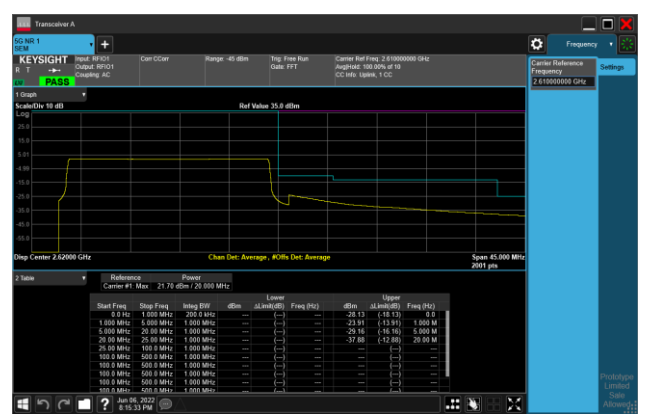 Transceiver A
5G NR 1
SEM
Frequency
KEYSIGHT
R T
PASS
Input: RFIO1
Output: RFIO1
Coupling: AC
Corr CCorr
Range: -45 dBm
Trig: Free Run
Gate: FFT
Carrier Ref Freq: 2.610000000 GHz
Avg|Hold: 100.00% of 10
CC Info: Uplink, 1 CC
Carrier Reference
Frequency
2.610000000 GHz
Settings
1 Graph
Scale/Div 10 dB
Ref Value 35.0 dBm
Log
25.0
15.0
5.01
-4.99
-15.0
-25.0
-35.0
-45.0
-55.0
Disp Center 2.62000 GHz
Chan Det: Average , #Offs Det: Average
Span 45.000 MHz
2001 pts
2 Table
Reference Power
Carrier #1 Max 21.70 dBm / 20.000 MHz
Lower Upper
Start Freq Stop Freq Integ BW dBm ΔLimit(dB) Freq (Hz) dBm ΔLimit(dB) Freq (Hz)
0.0 Hz 1.000 MHz 200.0 kHz --- (---) --- -28.13 (-18.13) 0.0
1.000 MHz 5.000 MHz 1.000 MHz --- (---) --- -23.91 (-13.91) 1.000 M
5.000 MHz 20.00 MHz 1.000 MHz --- (---) --- -29.16 (-16.16) 5.000 M
20.00 MHz 25.00 MHz 1.000 MHz --- (---) --- -37.88 (-12.88) 20.00 M
25.00 MHz 100.0 MHz 1.000 MHz --- (---) --- --- (---) ---
100.0 MHz 500.0 MHz 1.000 MHz --- (---) --- --- (---) ---
100.0 MHz 500.0 MHz 1.000 MHz --- (---) --- --- (---) ---
100.0 MHz 500.0 MHz 1.000 MHz --- (---) --- --- (---) ---
100.0 MHz 500.0 MHz 1.000 MHz --- (---) --- --- (---) ---
100.0 MHz 500.0 MHz 1.000 MHz --- (---) --- --- (---) ---
Prototype
Limited
Sale
Allowed
Jun 06, 2022
8:15:33 PM